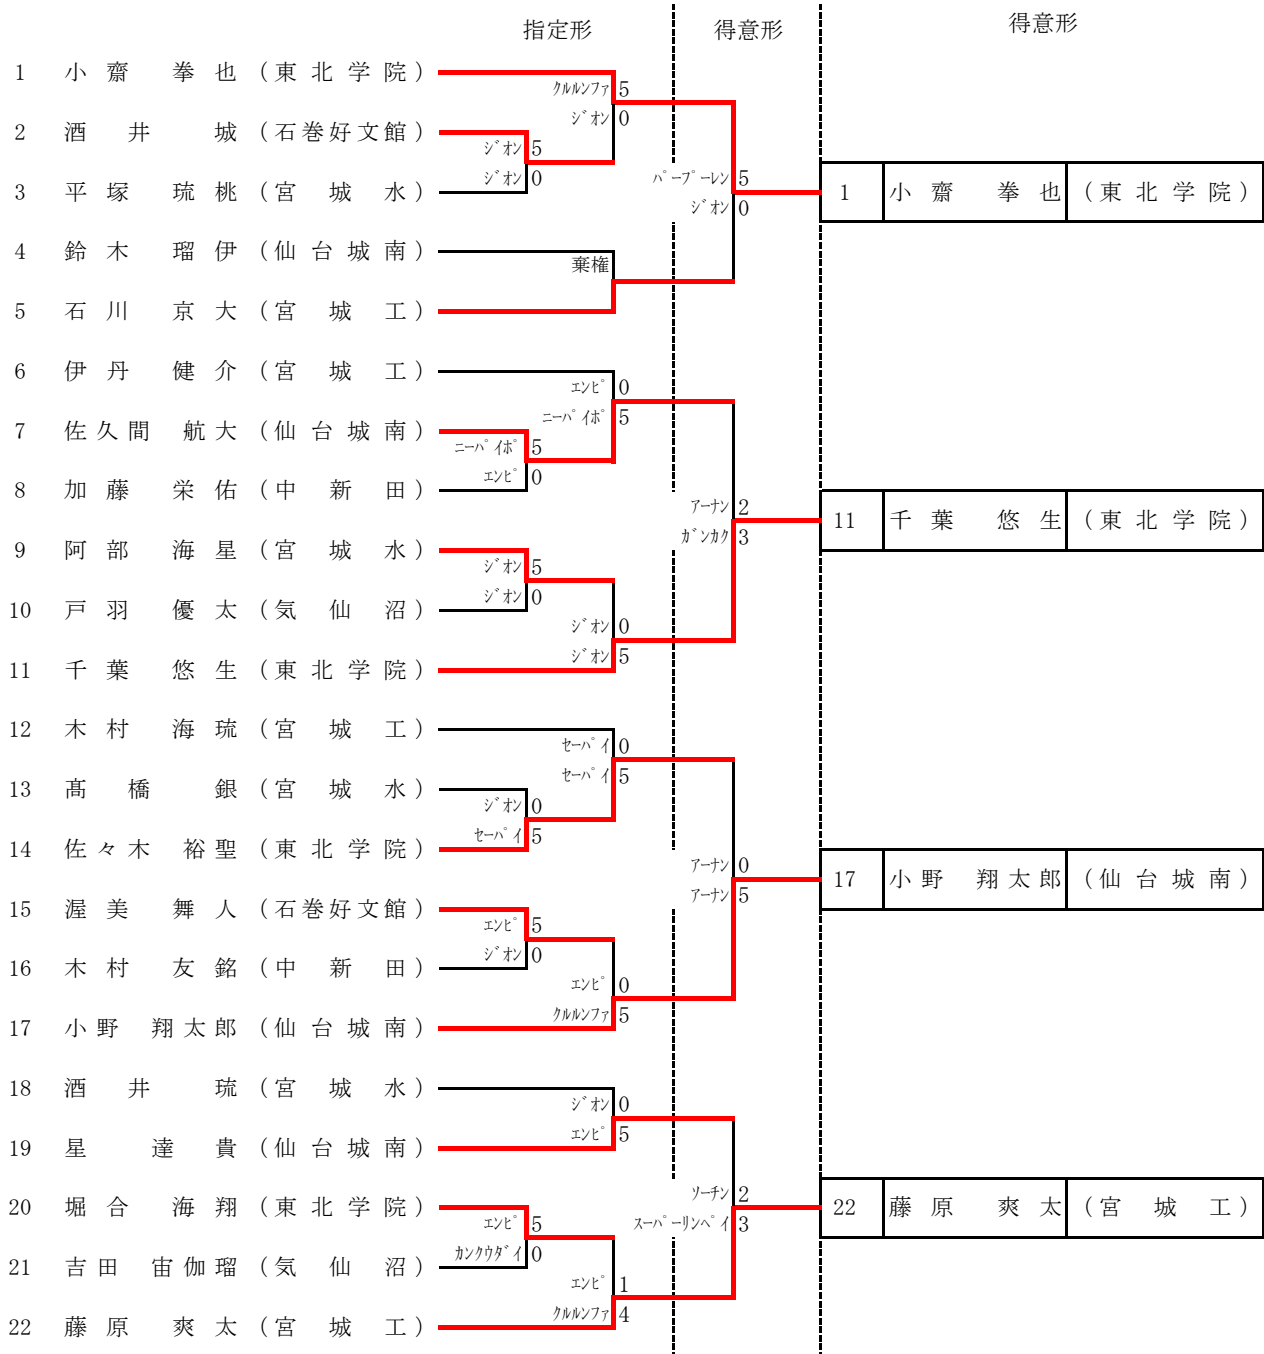 指定形 得意形 得意形
1 小齋 拳也 (東北学院)
クルルンファ 5
ジオン 0
2 酒井 城 (石巻好文館)
ジオン 5
ジオン 0
3 平塚 琉桃 (宮城水)
パープーレン 5
ジオン 0
1 小齋 拳也 (東北学院)
4 鈴木 瑠伊 (仙台城南)
棄権
5 石川 京大 (宮城工)
6 伊丹 健介 (宮城工)
エンピ 0
ニーパイポ 5
7 佐久間 航大 (仙台城南)
ニーパイポ 5
エンピ 0
8 加藤 栄佑 (中新田)
アーナン 2
ガンカク 3
11 千葉 悠生 (東北学院)
9 阿部 海星 (宮城水)
ジオン 5
ジオン 0
10 戸羽 優太 (気仙沼)
ジオン 0
ジオン 5
11 千葉 悠生 (東北学院)
12 木村 海琉 (宮城工)
セーパイ 0
セーパイ 5
13 髙橋 銀 (宮城水)
ジオン 0
セーパイ 5
14 佐々木 裕聖 (東北学院)
アーナン 0
アーナン 5
17 小野 翔太郎 (仙台城南)
15 渥美 舞人 (石巻好文館)
エンピ 5
ジオン 0
16 木村 友銘 (中新田)
エンピ 0
クルルンファ 5
17 小野 翔太郎 (仙台城南)
18 酒井 琉 (宮城水)
ジオン 0
エンピ 5
19 星 達貴 (仙台城南)
ソーチン 2
スーパーリンペイ 3
22 藤原 爽太 (宮城工)
20 堀合 海翔 (東北学院)
エンピ 5
カンクウダイ 0
21 吉田 宙伽瑠 (気仙沼)
エンピ 1
クルルンファ 4
22 藤原 爽太 (宮城工)